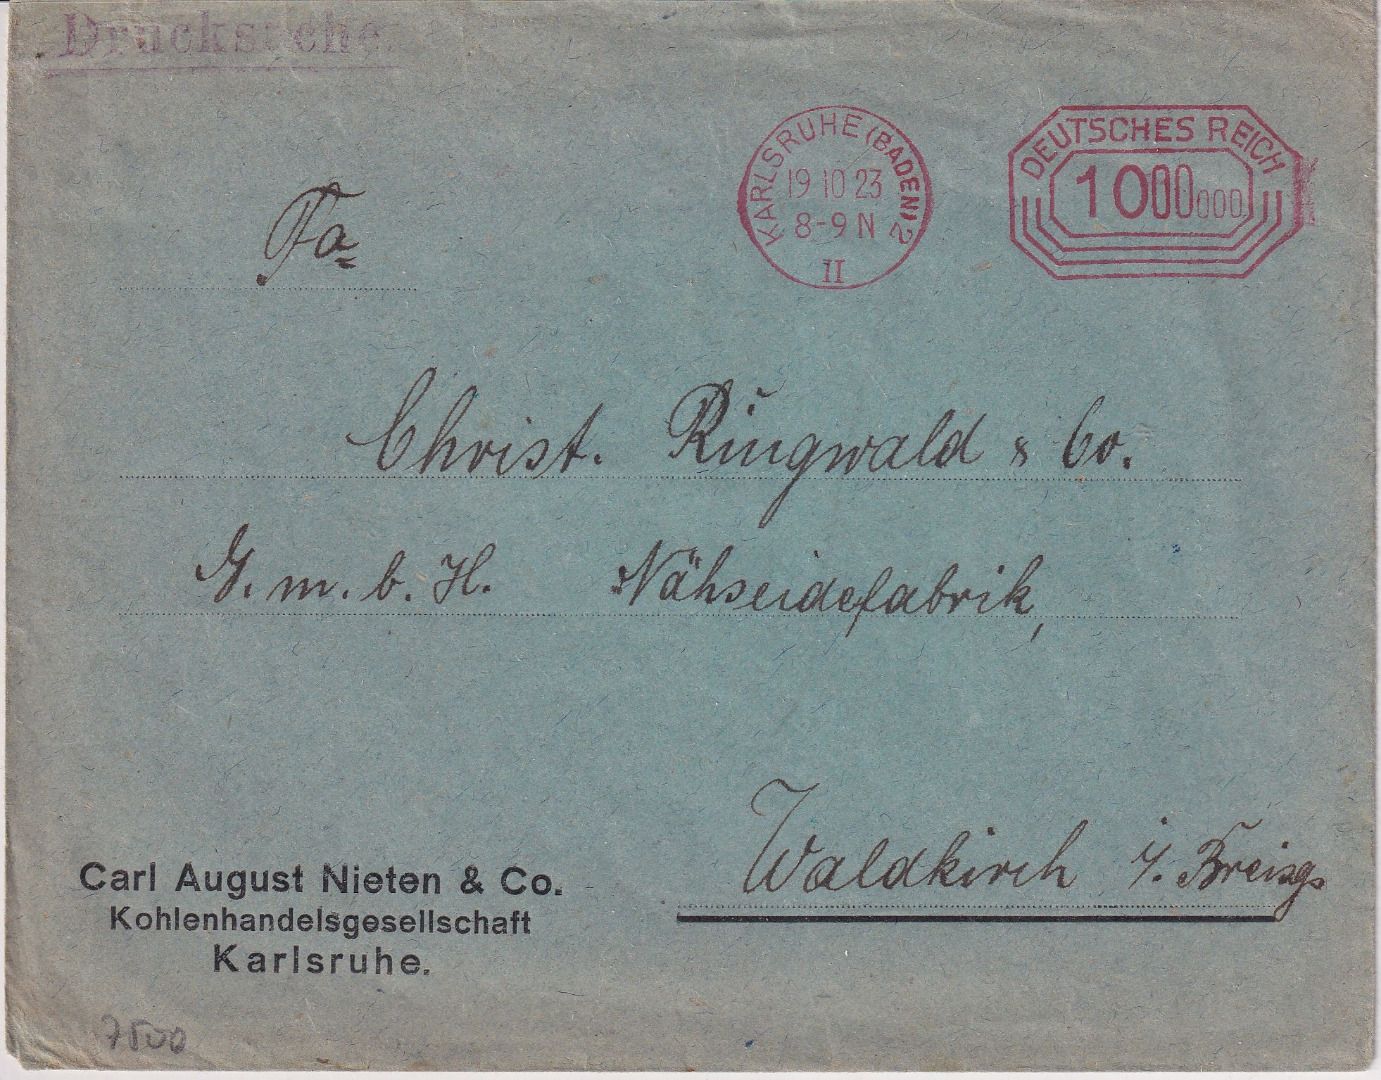 Drucksache.
KARLSRUHE (BADEN) 2
19 10 23
8-9 N
II
DEUTSCHES REICH
1000000
Fa
Christ. Ringwald & Co.
G. m. b. H. Nähseidefabrik,
Waldkirch i/. Breisg
Carl August Nieten & Co.
Kohlenhandelsgesellschaft
Karlsruhe.
7500